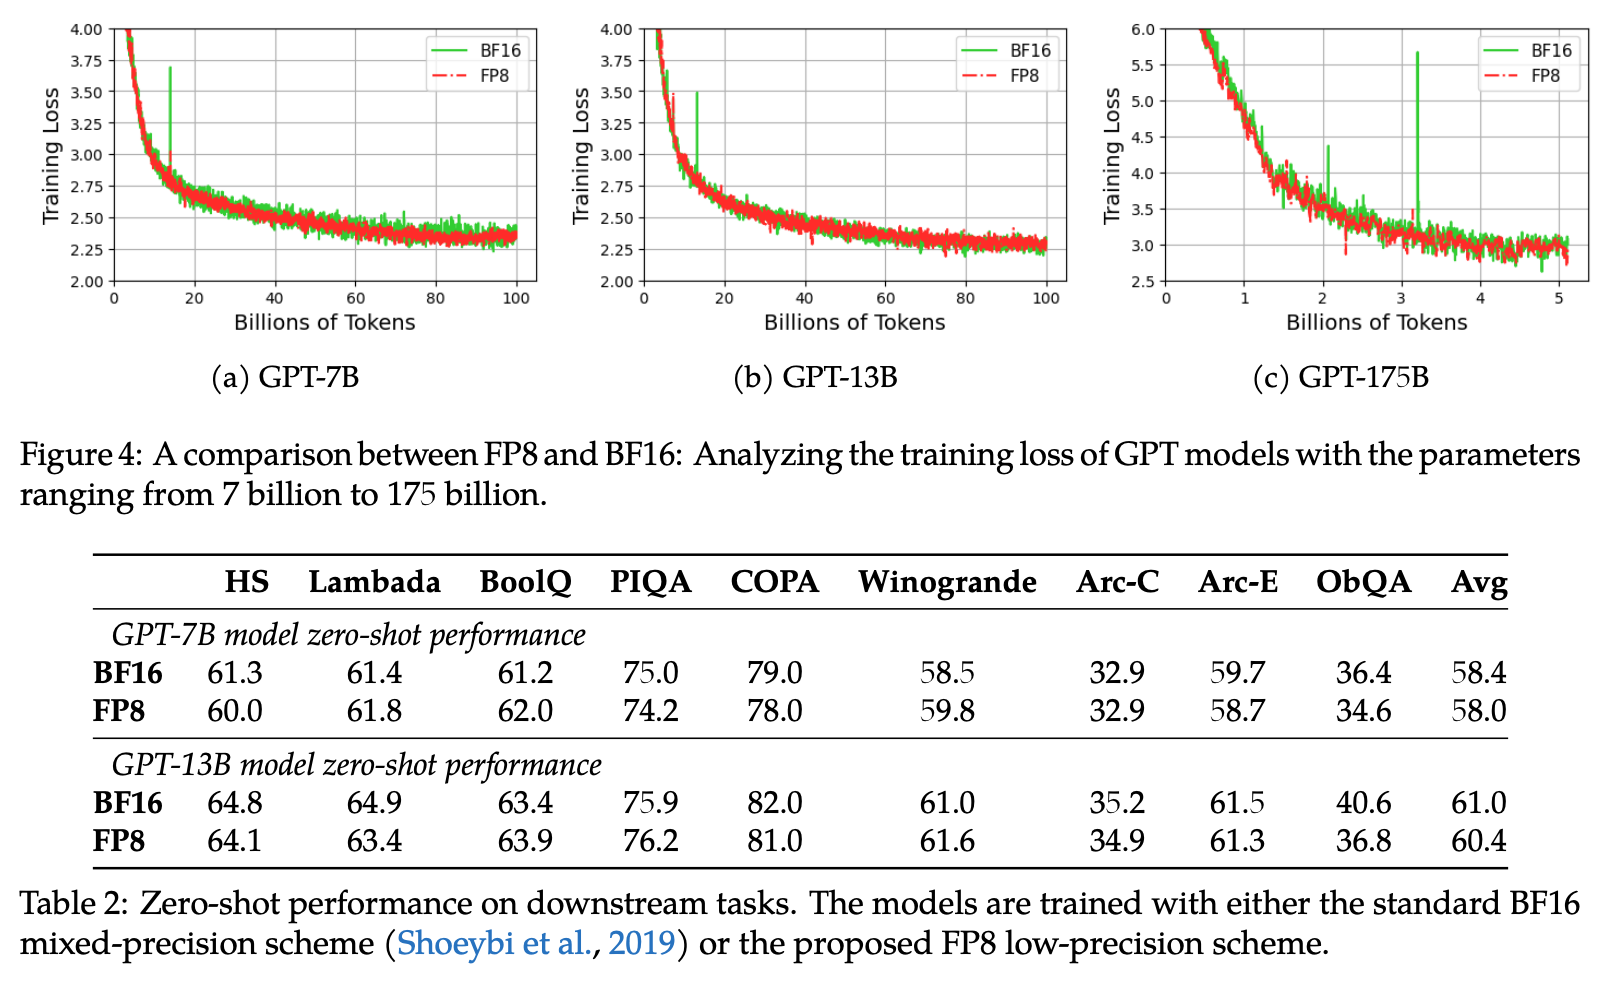 4.00
3.75
3.50
3.25
3.00
2.75
2.50
2.25
2.00
Training Loss
BF16
FP8
0 20 40 60 80 100
Billions of Tokens
(a) GPT-7B
4.00
3.75
3.50
3.25
3.00
2.75
2.50
2.25
2.00
Training Loss
BF16
FP8
0 20 40 60 80 100
Billions of Tokens
(b) GPT-13B
6.0
5.5
5.0
4.5
4.0
3.5
3.0
2.5
Training Loss
BF16
FP8
0 1 2 3 4 5
Billions of Tokens
(c) GPT-175B
Figure 4: A comparison between FP8 and BF16: Analyzing the training loss of GPT models with the parameters
ranging from 7 billion to 175 billion.
HS Lambada BoolQ PIQA COPA Winogrande Arc-C Arc-E ObQA Avg
GPT-7B model zero-shot performance
BF16 61.3 61.4 61.2 75.0 79.0 58.5 32.9 59.7 36.4 58.4
FP8 60.0 61.8 62.0 74.2 78.0 59.8 32.9 58.7 34.6 58.0
GPT-13B model zero-shot performance
BF16 64.8 64.9 63.4 75.9 82.0 61.0 35.2 61.5 40.6 61.0
FP8 64.1 63.4 63.9 76.2 81.0 61.6 34.9 61.3 36.8 60.4
Table 2: Zero-shot performance on downstream tasks. The models are trained with either the standard BF16
mixed-precision scheme (Shoeybi et al., 2019) or the proposed FP8 low-precision scheme.